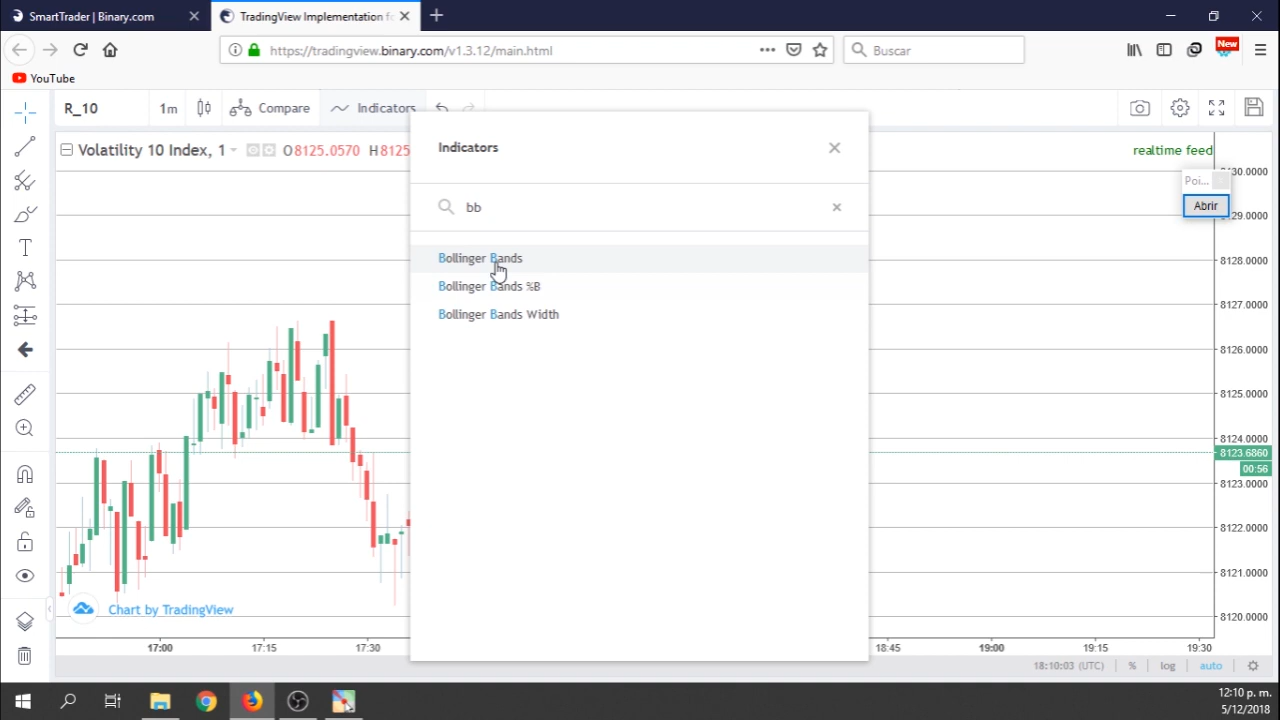 SmartTrader | Binary.com
TradingView Implementation f
https://tradingview.binary.com/v1.3.12/main.html
Buscar
New
YouTube
R_10
1m
Compare
Indicators
Volatility 10 Index, 1
O8125.0570 H8125
realtime feed
Indicators
bb
Bollinger Bands
Bollinger Bands %B
Bollinger Bands Width
Poi...
Abrir
30.0000
29.0000
8128.0000
8127.0000
8126.0000
8125.0000
8124.0000
8123.6860
00:56
8123.0000
8122.0000
8121.0000
8120.0000
Chart by TradingView
17:00
17:15
17:30
18:45
19:00
19:15
19:30
18:10:03 (UTC)
%
log
auto
12:10 p. m.
5/12/2018